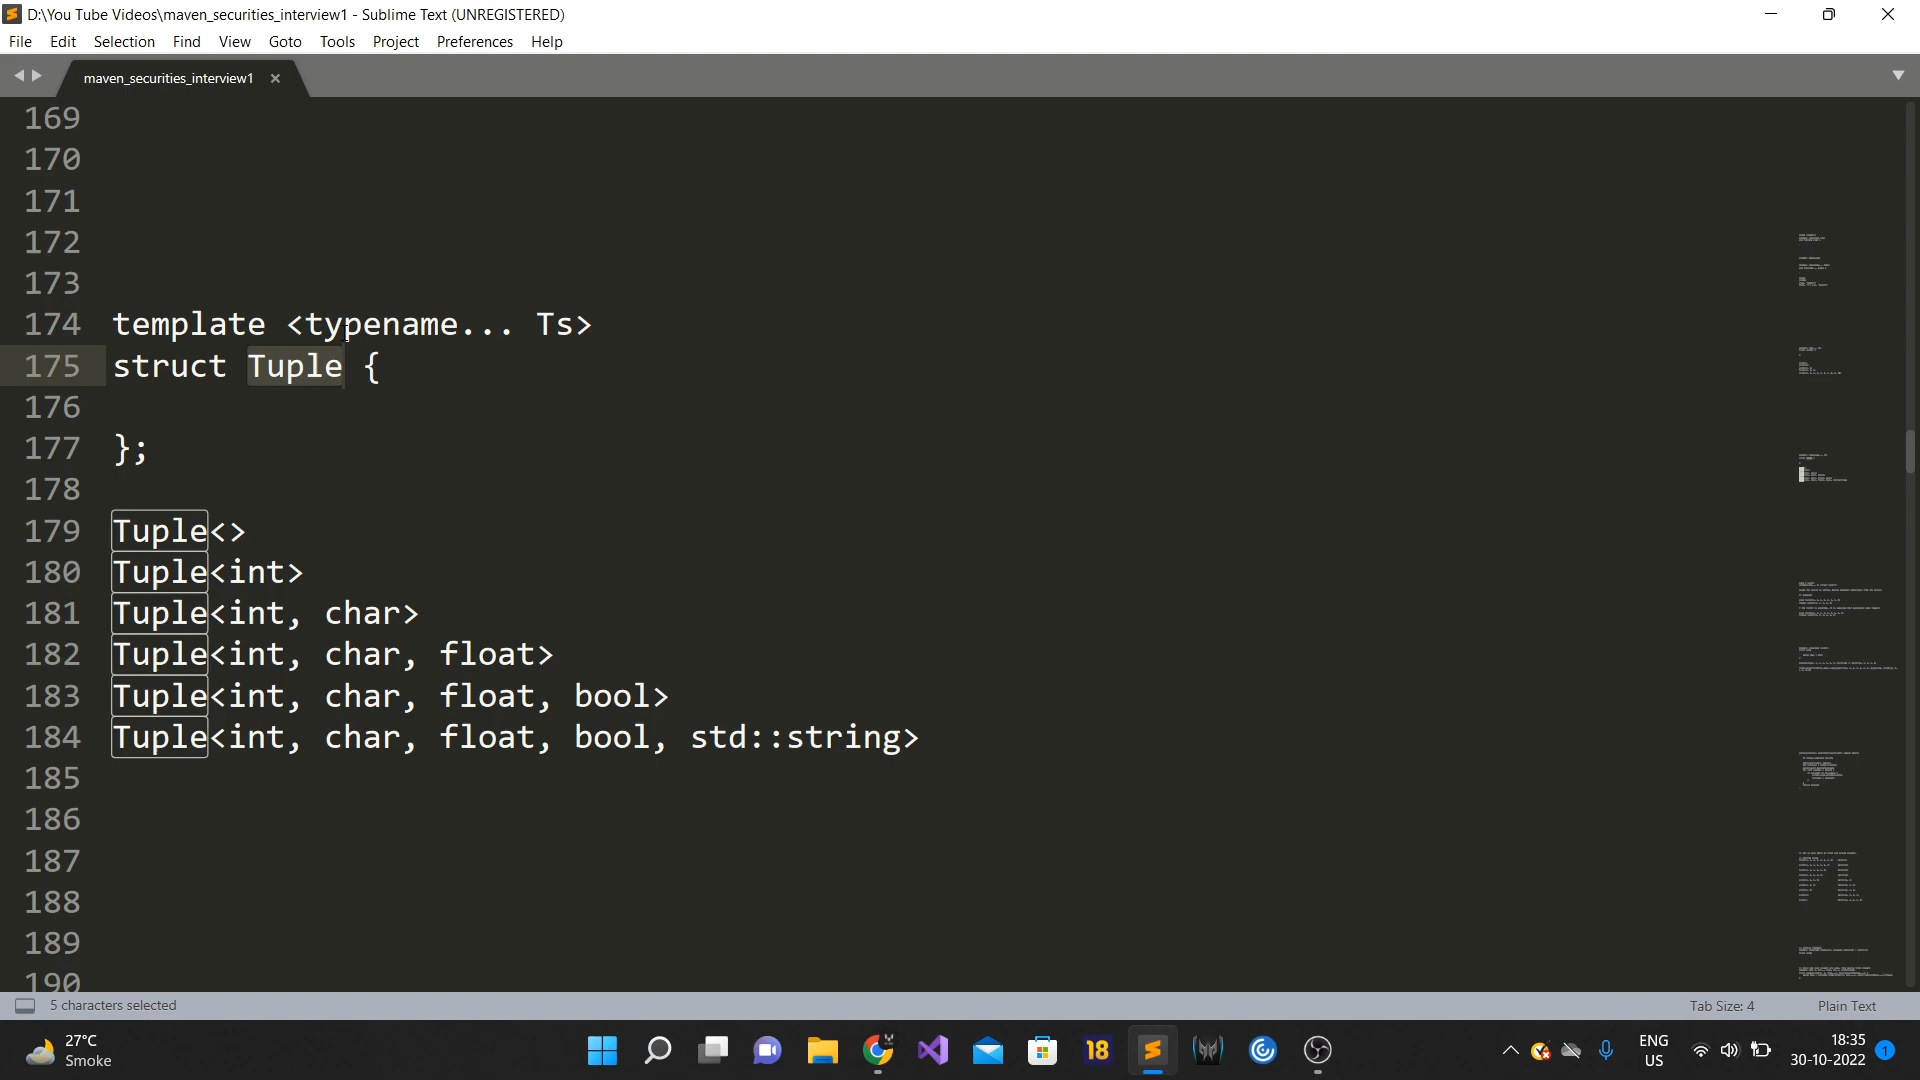 D:\You Tube Videos\maven_securities_interview1 - Sublime Text (UNREGISTERED)
File Edit Selection Find View Goto Tools Project Preferences Help
maven_securities_interview1
169
170
171
172
173
174 template <typename... Ts>
175 struct Tuple {
176
177 };
178
179 Tuple<>
180 Tuple<int>
181 Tuple<int, char>
182 Tuple<int, char, float>
183 Tuple<int, char, float, bool>
184 Tuple<int, char, float, bool, std::string>
185
186
187
188
189
190
5 characters selected Tab Size: 4 Plain Text
27°C
Smoke
18
ENG
US
18:35
30-10-2022
1